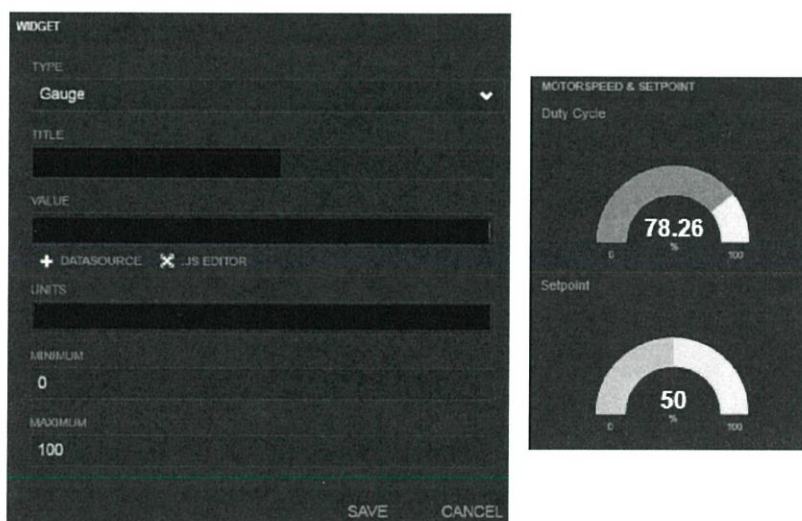 WIDGET
TYPE
Gauge
TITLE
VALUE
DATASOURCE .JS EDITOR
UNITS
MINIMUM
0
MAXIMUM
100
SAVE CANCEL
MOTORSPEED & SETPOINT
Duty Cycle
78.26
%
0 100
Setpoint
50
%
0 100